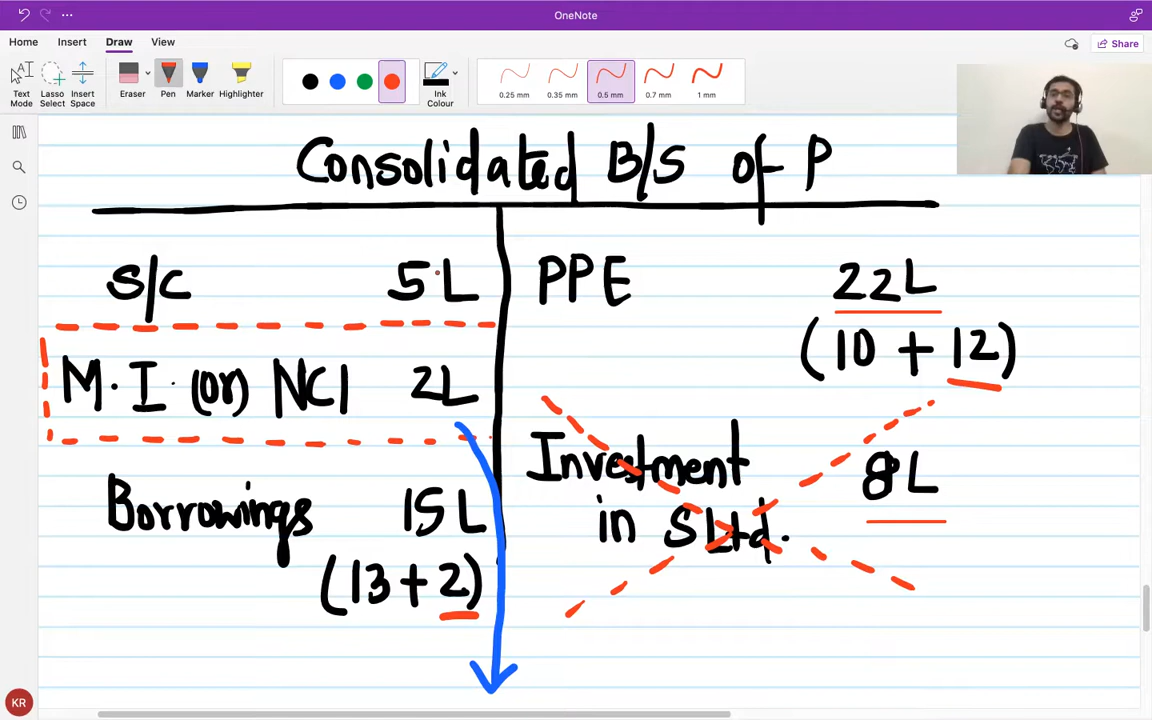 OneNote
Home Insert Draw View
Share
Text Mode
Lasso Select
Insert Space
Eraser
Pen
Marker
Highlighter
Ink Colour
0.25 mm
0.35 mm
0.5 mm
0.7 mm
1 mm
Consolidated B/S of P
S/C 5L
PPE 22L
(10 + 12)
M.I. (or) NCI 2L
Investment in S Ltd. 8L
Borrowings 15L
(13 + 2)
KR